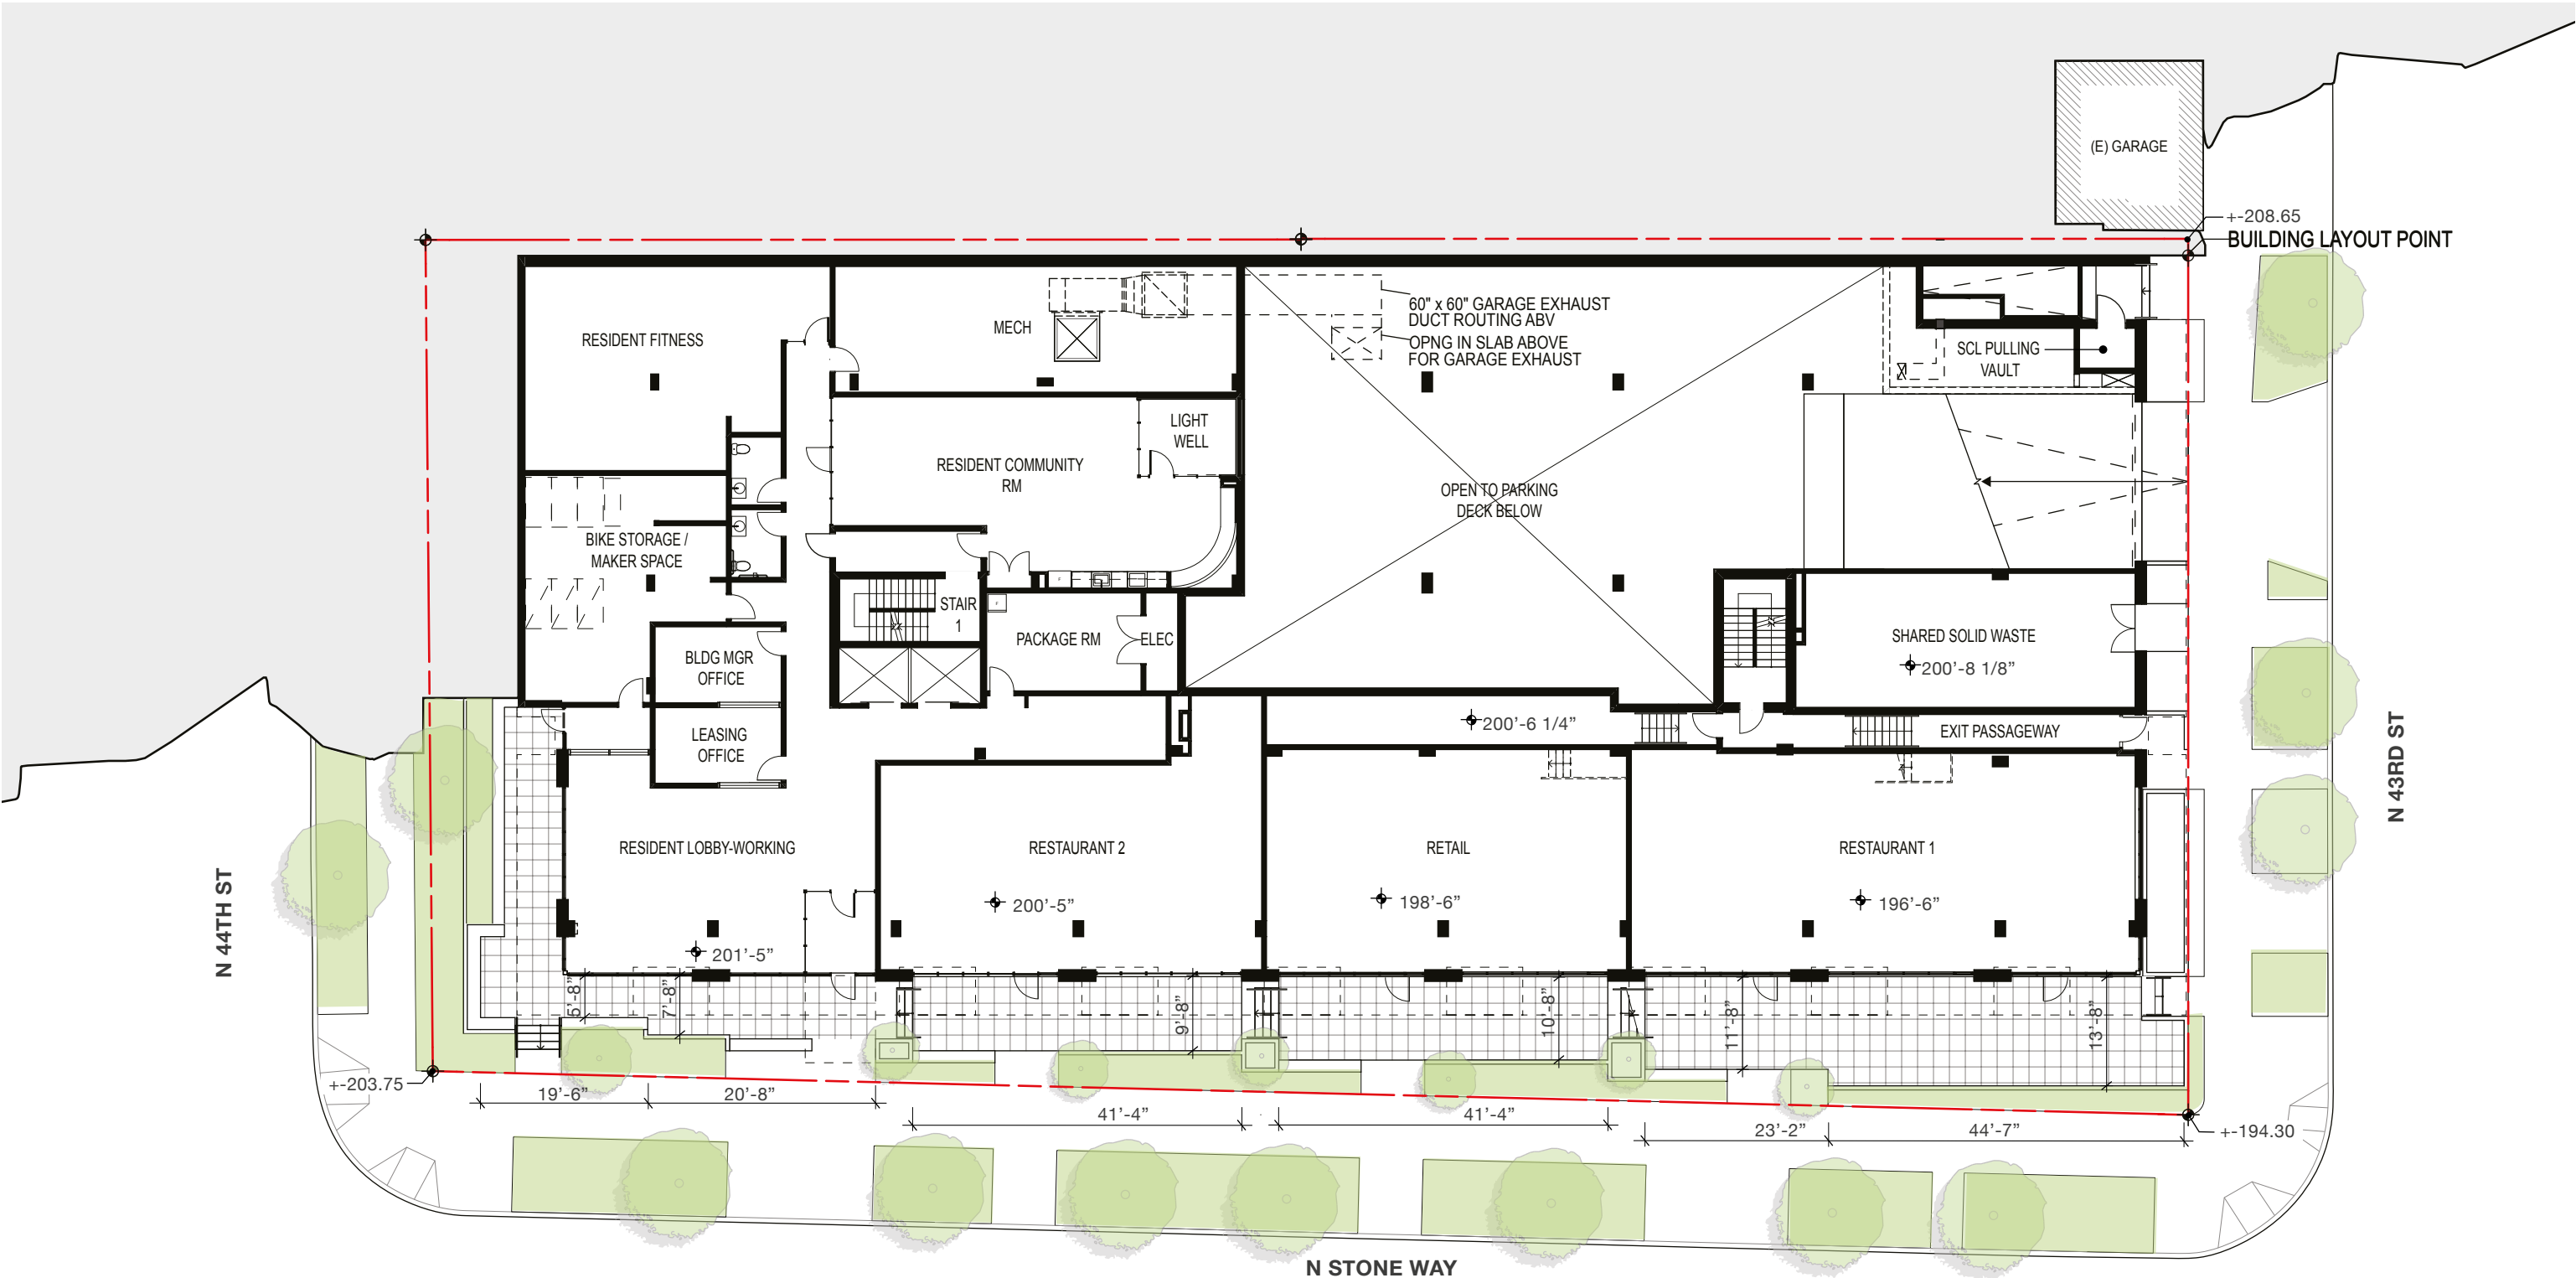 (E) GARAGE
+-208.65
BUILDING LAYOUT POINT
60" x 60" GARAGE EXHAUST
DUCT ROUTING ABV
OPNG IN SLAB ABOVE
FOR GARAGE EXHAUST
RESIDENT FITNESS
MECH
SCL PULLING
VAULT
LIGHT
WELL
RESIDENT COMMUNITY
RM
OPEN TO PARKING
DECK BELOW
BIKE STORAGE /
MAKER SPACE
STAIR
1
PACKAGE RM
ELEC
SHARED SOLID WASTE
200'-8 1/8"
BLDG MGR
OFFICE
LEASING
OFFICE
200'-6 1/4"
EXIT PASSAGEWAY
N 43RD ST
RESIDENT LOBBY-WORKING
RESTAURANT 2
RETAIL
RESTAURANT 1
N 44TH ST
200'-5"
198'-6"
196'-6"
201'-5"
5'-8"
7'-8"
9'-8"
10'-8"
11'-8"
13'-8"
+-203.75
19'-6"
20'-8"
41'-4"
41'-4"
23'-2"
44'-7"
+-194.30
N STONE WAY